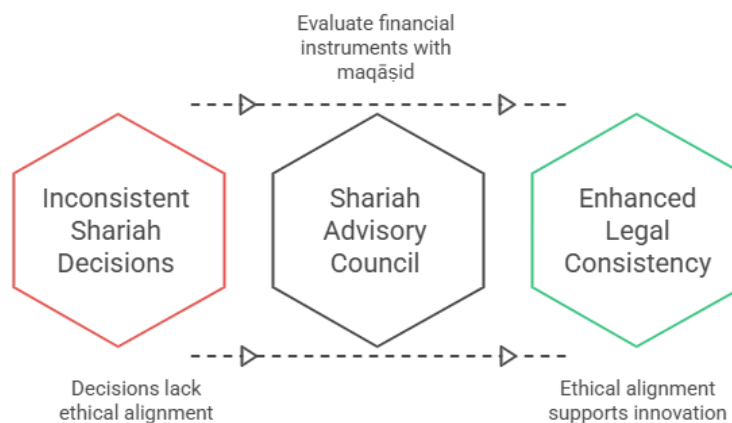 Evaluate financial
instruments with
maqāṣid
Inconsistent
Shariah
Decisions
Shariah
Advisory
Council
Enhanced
Legal
Consistency
Decisions lack
ethical alignment
Ethical alignment
supports innovation